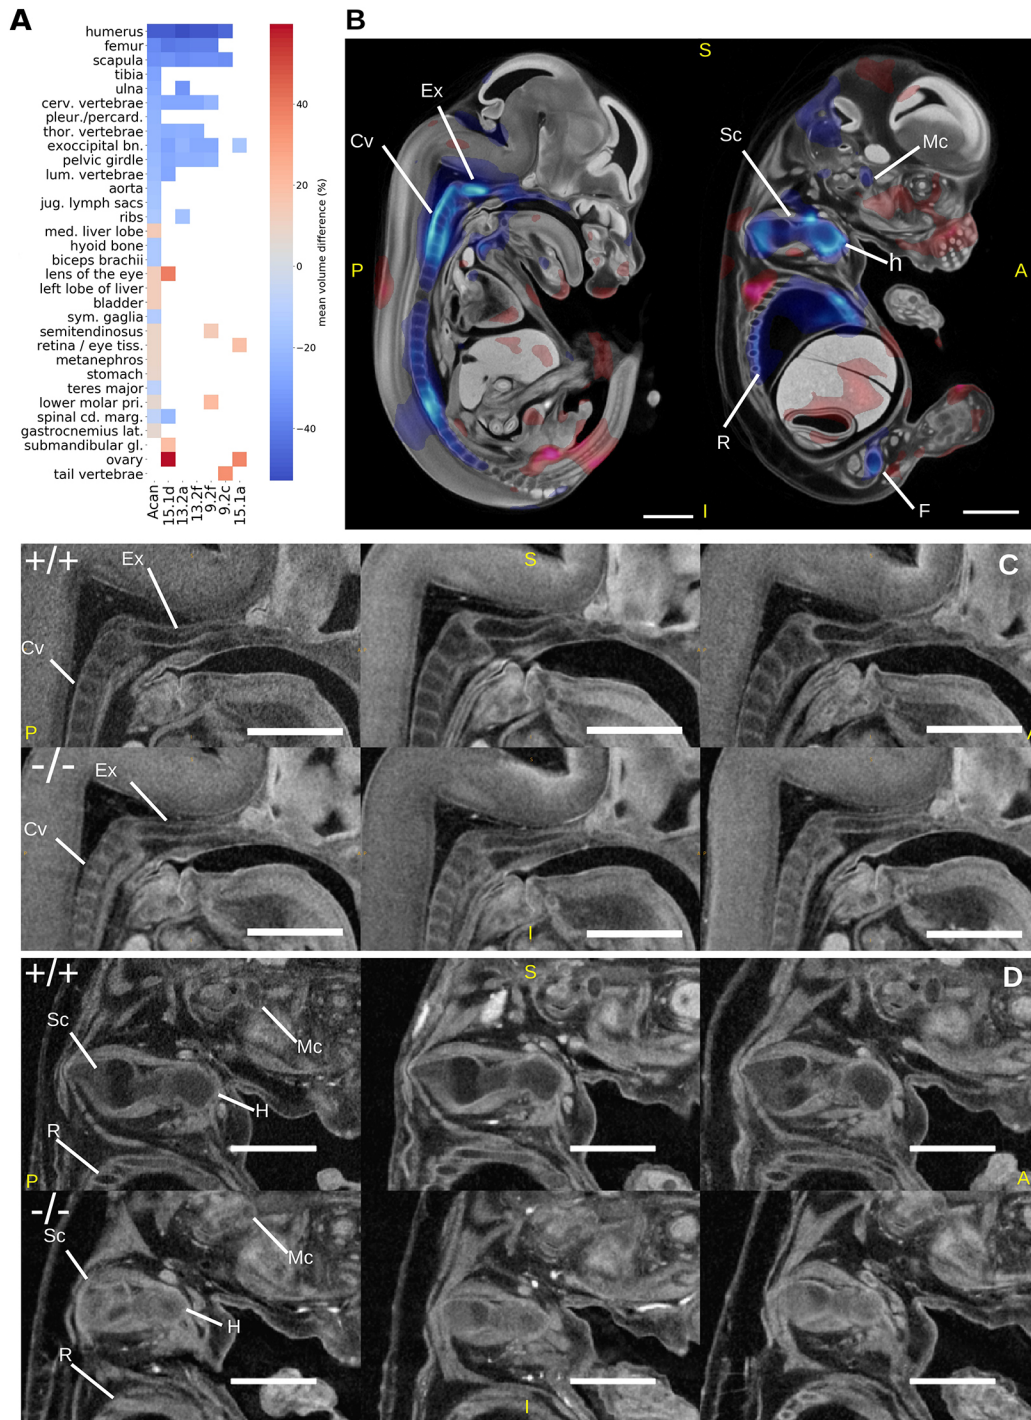 A
humerus
femur
scapula
tibia
ulna
cerv. vertebrae
pleur./percard.
thor. vertebrae
exoccipital bn.
pelvic girdle
lum. vertebrae
aorta
jug. lymph sacs
ribs
med. liver lobe
hyoid bone
biceps brachii
lens of the eye
left lobe of liver
bladder
sym. gaglia
semitendinosus
retina / eye tiss.
metanephros
stomach
teres major
lower molar pri.
spinal cd. marg.
gastrocnemius lat.
submandibular gl.
ovary
tail vertebrae
Acan
15.1d
13.2a
13.2f
9.2f
9.2c
15.1a
40
20
0
−20
−40
mean volume difference (%)
B
S
Ex
Cv
P
Sc
Mc
h
A
R
F
I
+/+
Ex
S
C
Cv
P
A
-/-
Ex
Cv
I
+/+
S
D
Sc
Mc
H
R
P
A
-/-
Sc
Mc
H
R
I